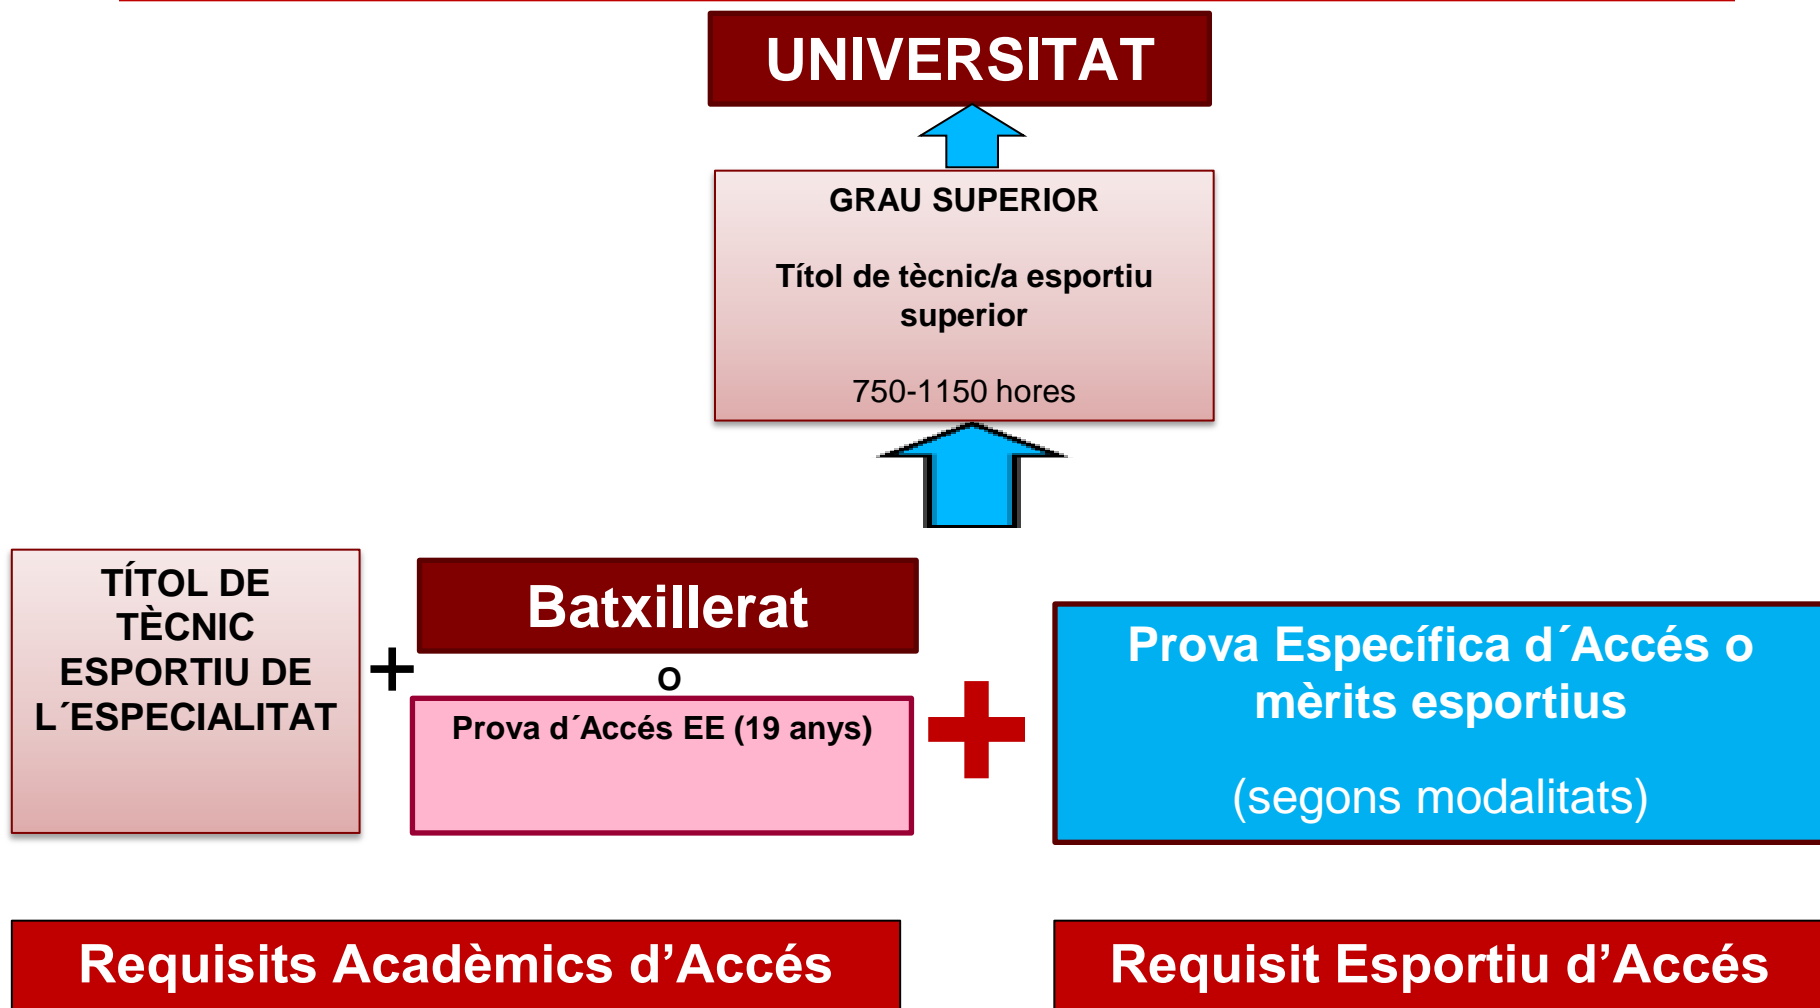 UNIVERSITAT
GRAU SUPERIOR
Títol de tècnic/a esportiu
superior
750-1150 hores
TÍTOL DE
TÈCNIC
ESPORTIU DE
L´ESPECIALITAT
+
Batxillerat
O
Prova d´Accés EE (19 anys)
Prova Específica d´Accés o
mèrits esportius
(segons modalitats)
Requisits Acadèmics d’Accés
Requisit Esportiu d’Accés